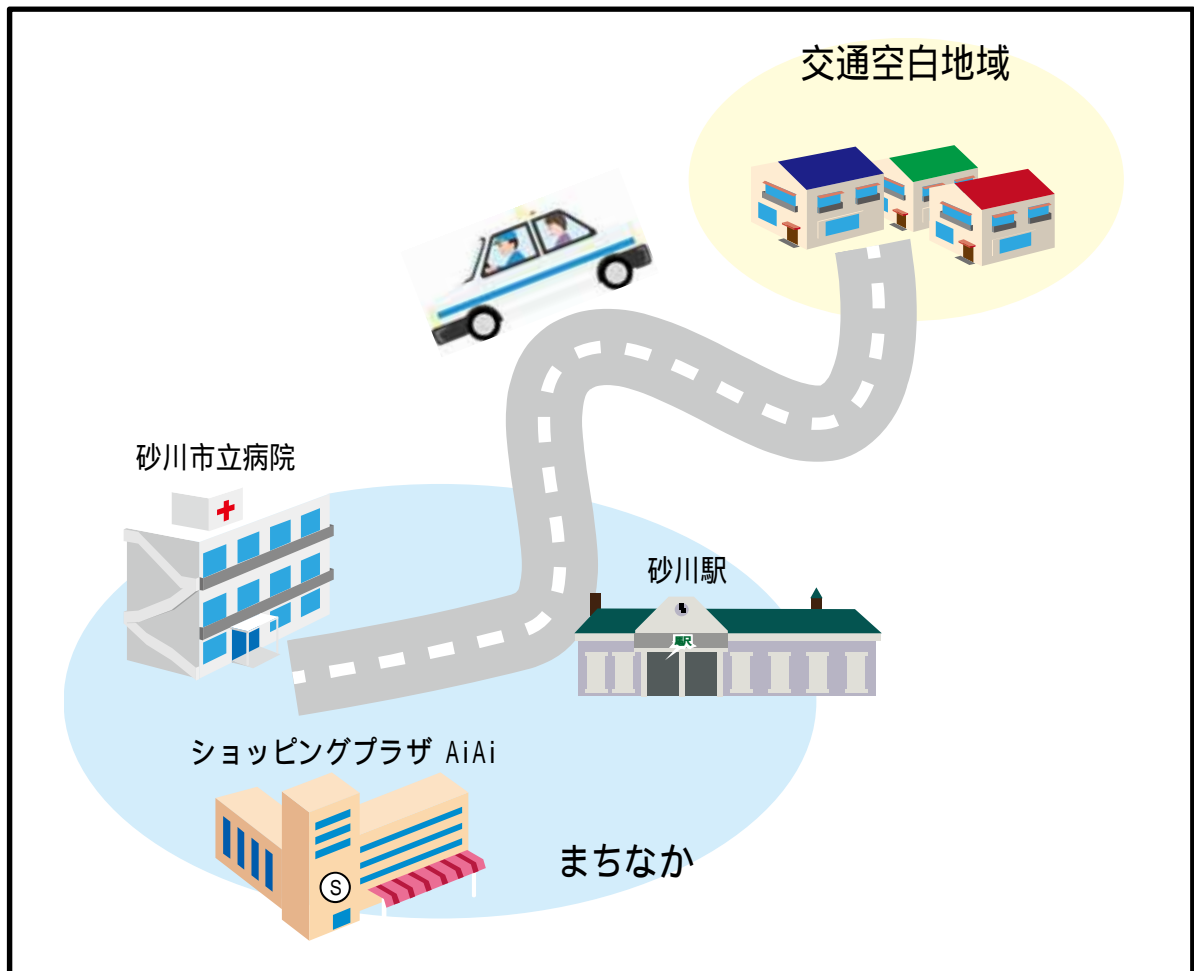 交通空白地域
砂川市立病院
砂川駅
駅
ショッピングプラザ AiAi
S
まちなか